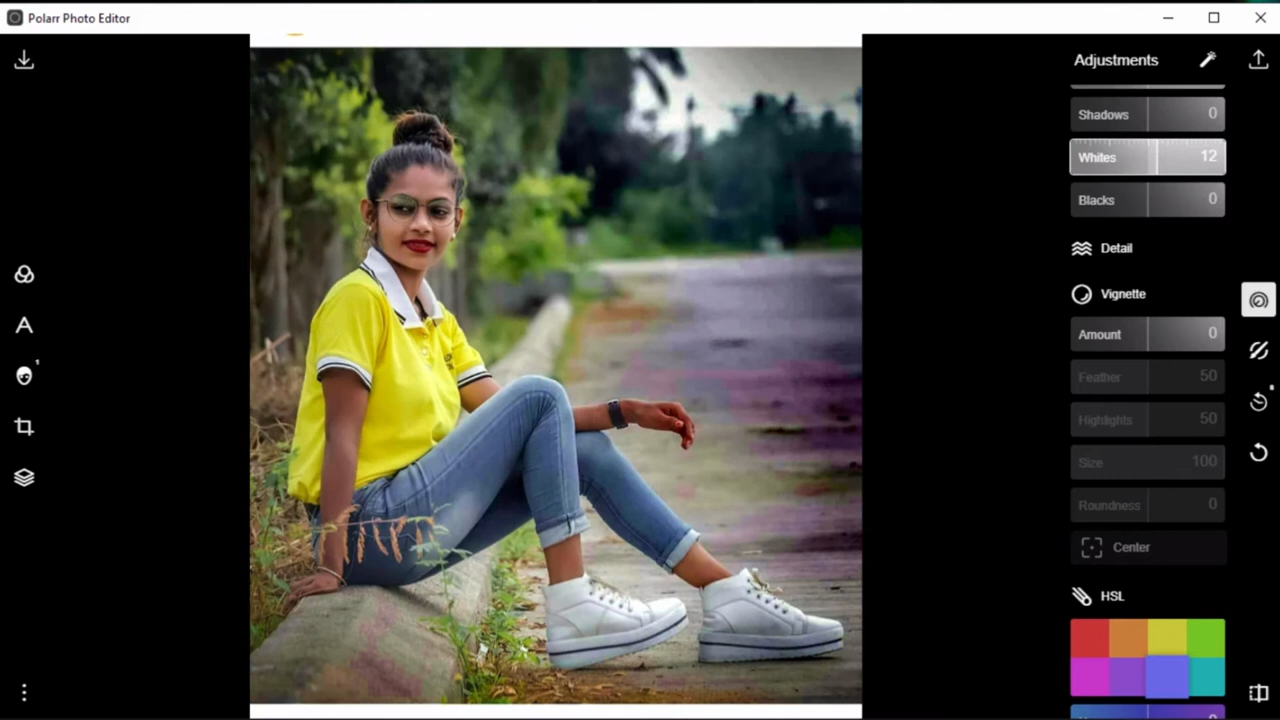 Polarr Photo Editor
Adjustments
Shadows 0
Whites 12
Blacks 0
Detail
Vignette
Amount 0
Feather 50
Highlights 50
Size 100
Roundness 0
Center
HSL